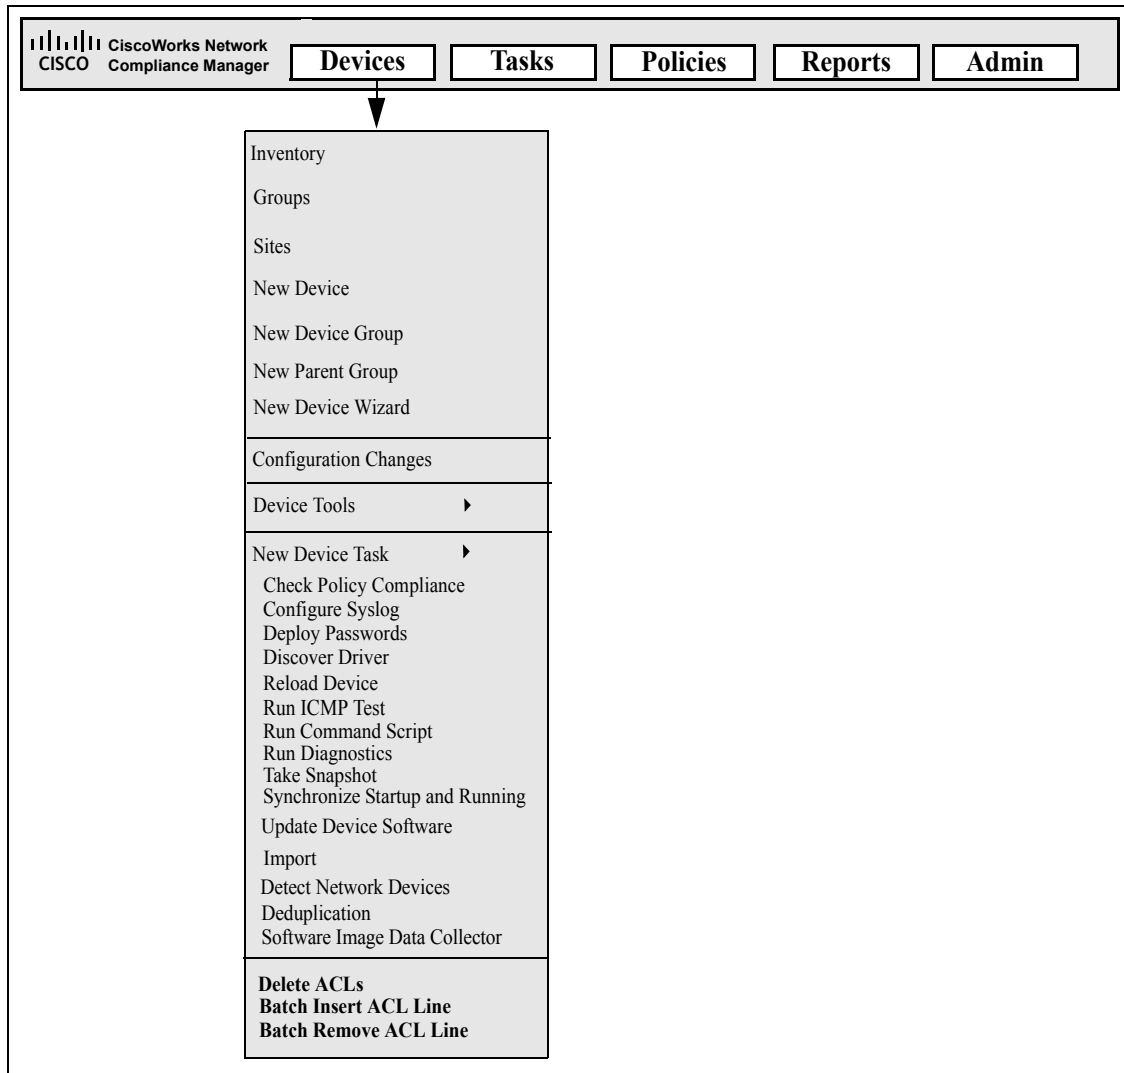 CiscoWorks Network
CISCO Compliance Manager
Devices
Tasks
Policies
Reports
Admin
Inventory
Groups
Sites
New Device
New Device Group
New Parent Group
New Device Wizard
Configuration Changes
Device Tools
New Device Task
Check Policy Compliance
Configure Syslog
Deploy Passwords
Discover Driver
Reload Device
Run ICMP Test
Run Command Script
Run Diagnostics
Take Snapshot
Synchronize Startup and Running
Update Device Software
Import
Detect Network Devices
Deduplication
Software Image Data Collector
Delete ACLs
Batch Insert ACL Line
Batch Remove ACL Line